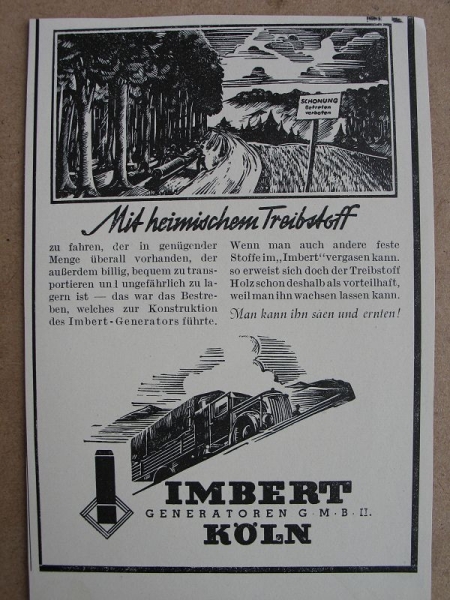 SCHONUNG
Betreten
verboten
Mit heimischem Treibstoff
zu fahren, der in genügender
Menge überall vorhanden, der
außerdem billig, bequem zu trans-
portieren un l ungefährlich zu la-
gern ist — das war das Bestre-
ben, welches zur Konstruktion
des Imbert-Generators führte.
Wenn man auch andere feste
Stoffe im „Imbert“ vergasen kann.
so erweist sich doch der Treibstoff
Holz schon deshalb als vorteilhaft,
weil man ihn wachsen lassen kann.
Man kann ihn säen und ernten!
IMBERT
GENERATOREN G·M·B·H.
KÖLN